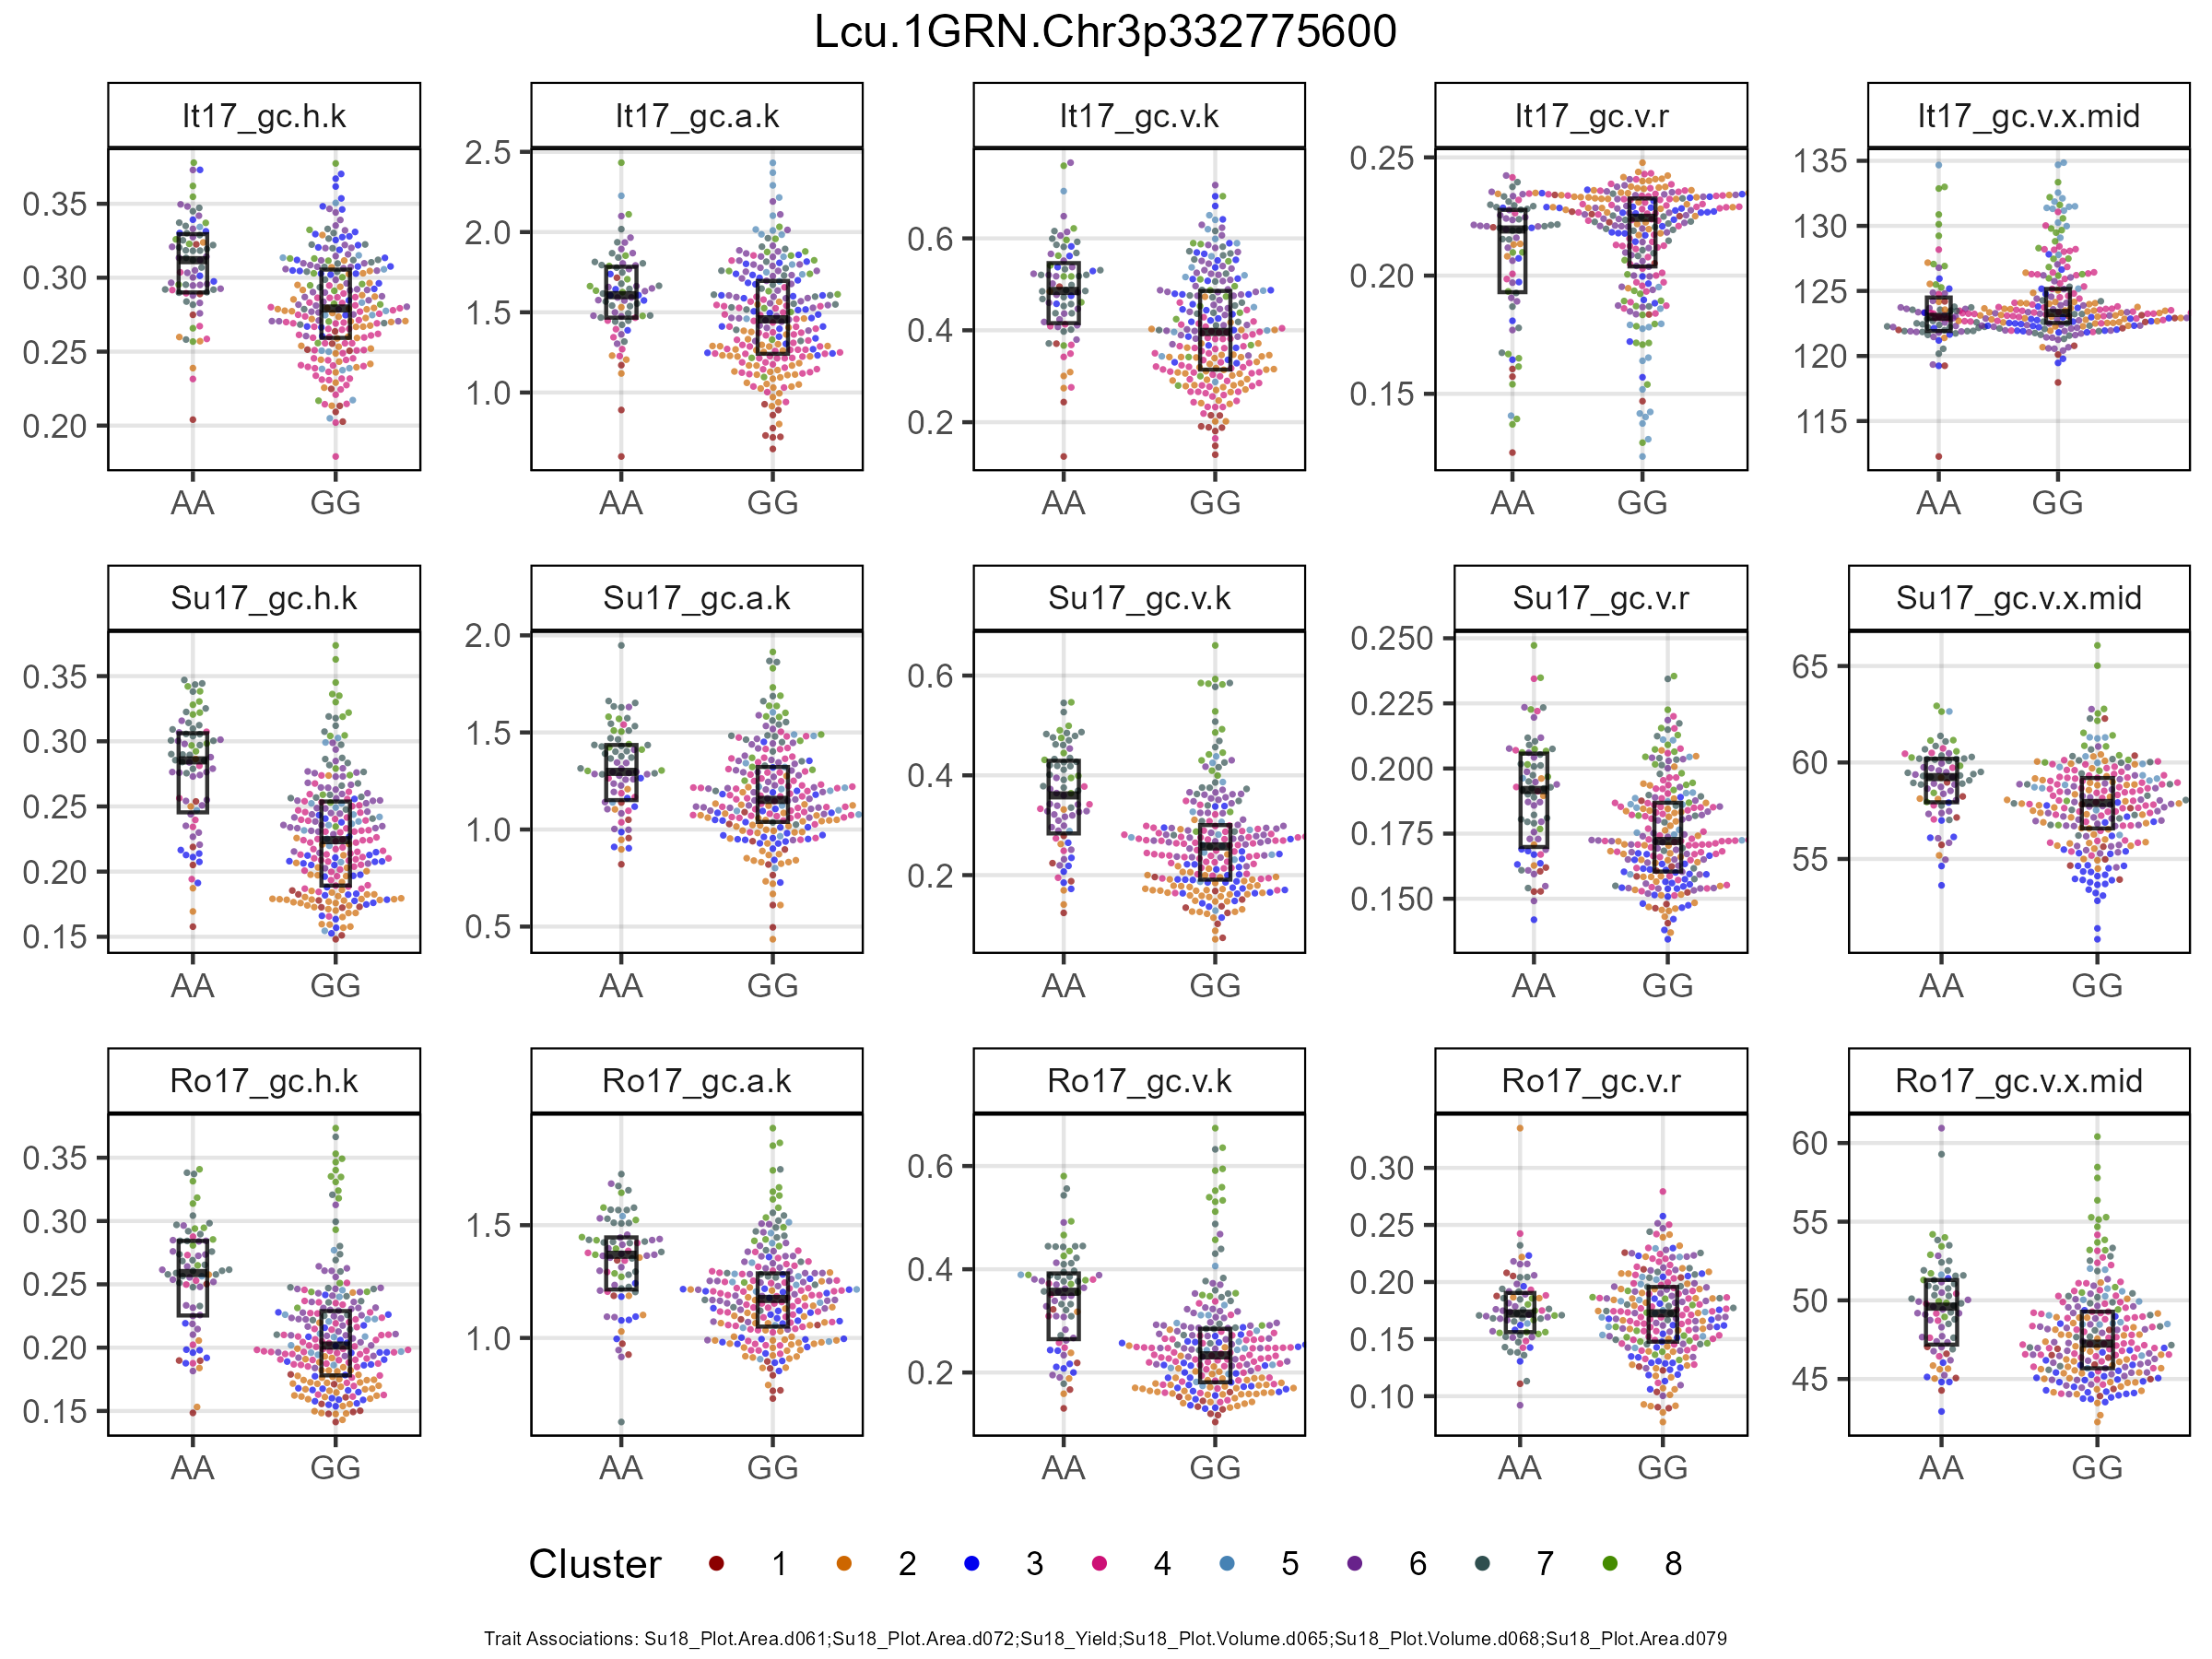 Lcu.1GRN.Chr3p332775600
It17_gc.h.k
It17_gc.a.k
It17_gc.v.k
It17_gc.v.r
It17_gc.v.x.mid
0.35
0.30
0.25
0.20
AA GG
2.5
2.0
1.5
1.0
AA GG
0.6
0.4
0.2
AA GG
0.25
0.20
0.15
AA GG
135
130
125
120
115
AA GG
Su17_gc.h.k
Su17_gc.a.k
Su17_gc.v.k
Su17_gc.v.r
Su17_gc.v.x.mid
0.35
0.30
0.25
0.20
0.15
AA GG
2.0
1.5
1.0
0.5
AA GG
0.6
0.4
0.2
AA GG
0.250
0.225
0.200
0.175
0.150
AA GG
65
60
55
AA GG
Ro17_gc.h.k
Ro17_gc.a.k
Ro17_gc.v.k
Ro17_gc.v.r
Ro17_gc.v.x.mid
0.35
0.30
0.25
0.20
0.15
AA GG
1.5
1.0
AA GG
0.6
0.4
0.2
AA GG
0.30
0.25
0.20
0.15
0.10
AA GG
60
55
50
45
AA GG
Cluster 1 2 3 4 5 6 7 8
Trait Associations: Su18_Plot.Area.d061;Su18_Plot.Area.d072;Su18_Yield;Su18_Plot.Volume.d065;Su18_Plot.Volume.d068;Su18_Plot.Area.d079